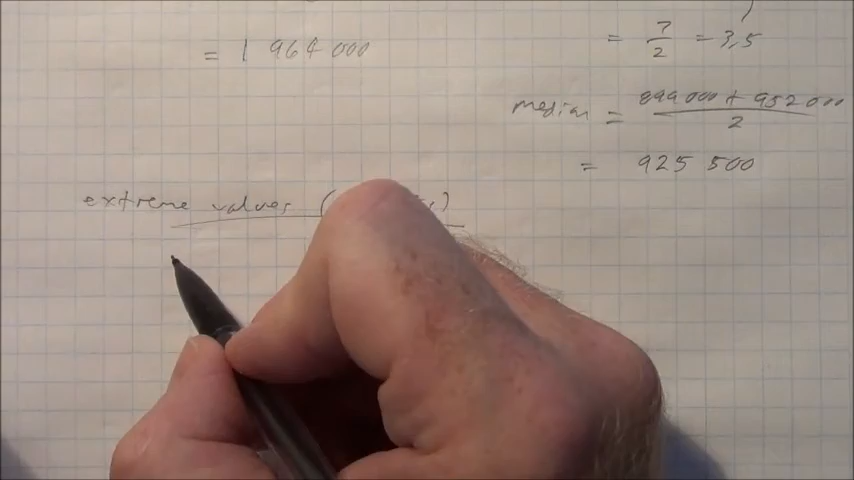 = 1 964 000
= 7/2 = 3,5
median = 899 000 + 952 000 / 2
= 925 500
extreme values (